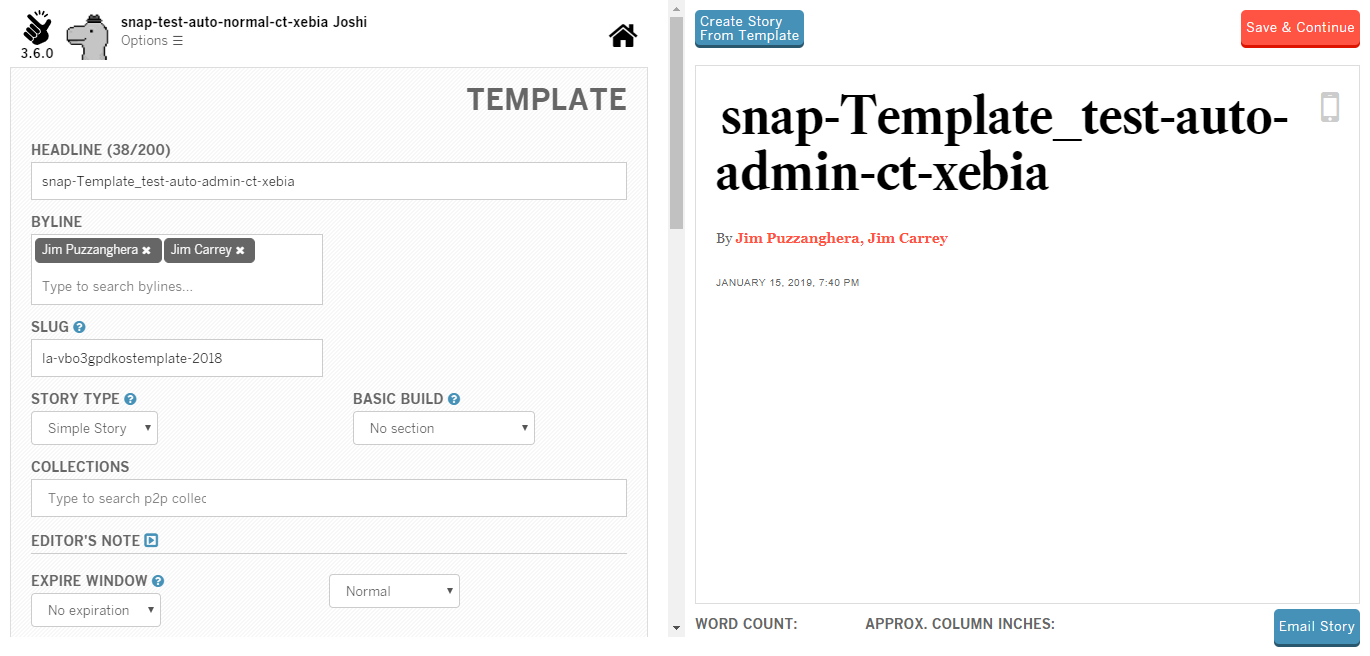 snap-test-auto-normal-ct-xebia Joshi
Options ☰
3.6.0
TEMPLATE
HEADLINE (38/200)
snap-Template_test-auto-admin-ct-xebia
BYLINE
Jim Puzzanghera ✖ Jim Carrey ✖
Type to search bylines...
SLUG ?
la-vbo3gpdkostemplate-2018
STORY TYPE ? BASIC BUILD ?
Simple Story ▼ No section ▼
COLLECTIONS
Type to search p2p collec
EDITOR'S NOTE
EXPIRE WINDOW ?
No expiration ▼ Normal ▼
Create Story
From Template
Save & Continue
snap-Template_test-auto-
admin-ct-xebia
By Jim Puzzanghera, Jim Carrey
JANUARY 15, 2019, 7:40 PM
WORD COUNT: APPROX. COLUMN INCHES:
Email Story